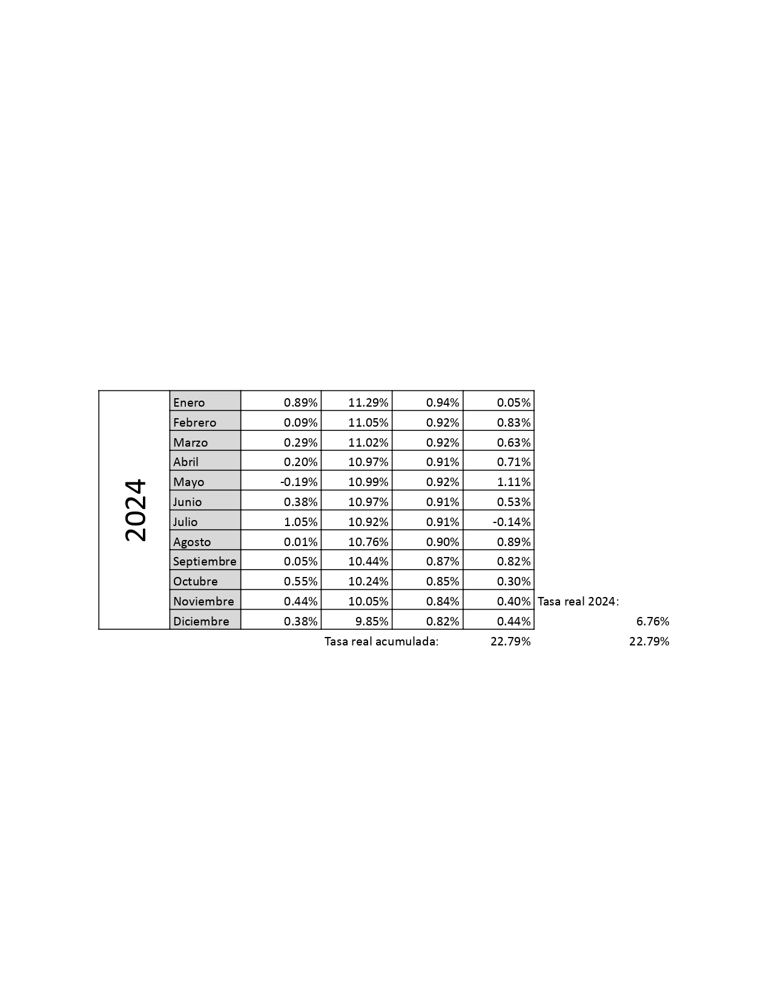 2024
Enero 0.89% 11.29% 0.94% 0.05%
Febrero 0.09% 11.05% 0.92% 0.83%
Marzo 0.29% 11.02% 0.92% 0.63%
Abril 0.20% 10.97% 0.91% 0.71%
Mayo -0.19% 10.99% 0.92% 1.11%
Junio 0.38% 10.97% 0.91% 0.53%
Julio 1.05% 10.92% 0.91% -0.14%
Agosto 0.01% 10.76% 0.90% 0.89%
Septiembre 0.05% 10.44% 0.87% 0.82%
Octubre 0.55% 10.24% 0.85% 0.30%
Noviembre 0.44% 10.05% 0.84% 0.40% Tasa real 2024:
Diciembre 0.38% 9.85% 0.82% 0.44% 6.76%
Tasa real acumulada: 22.79% 22.79%